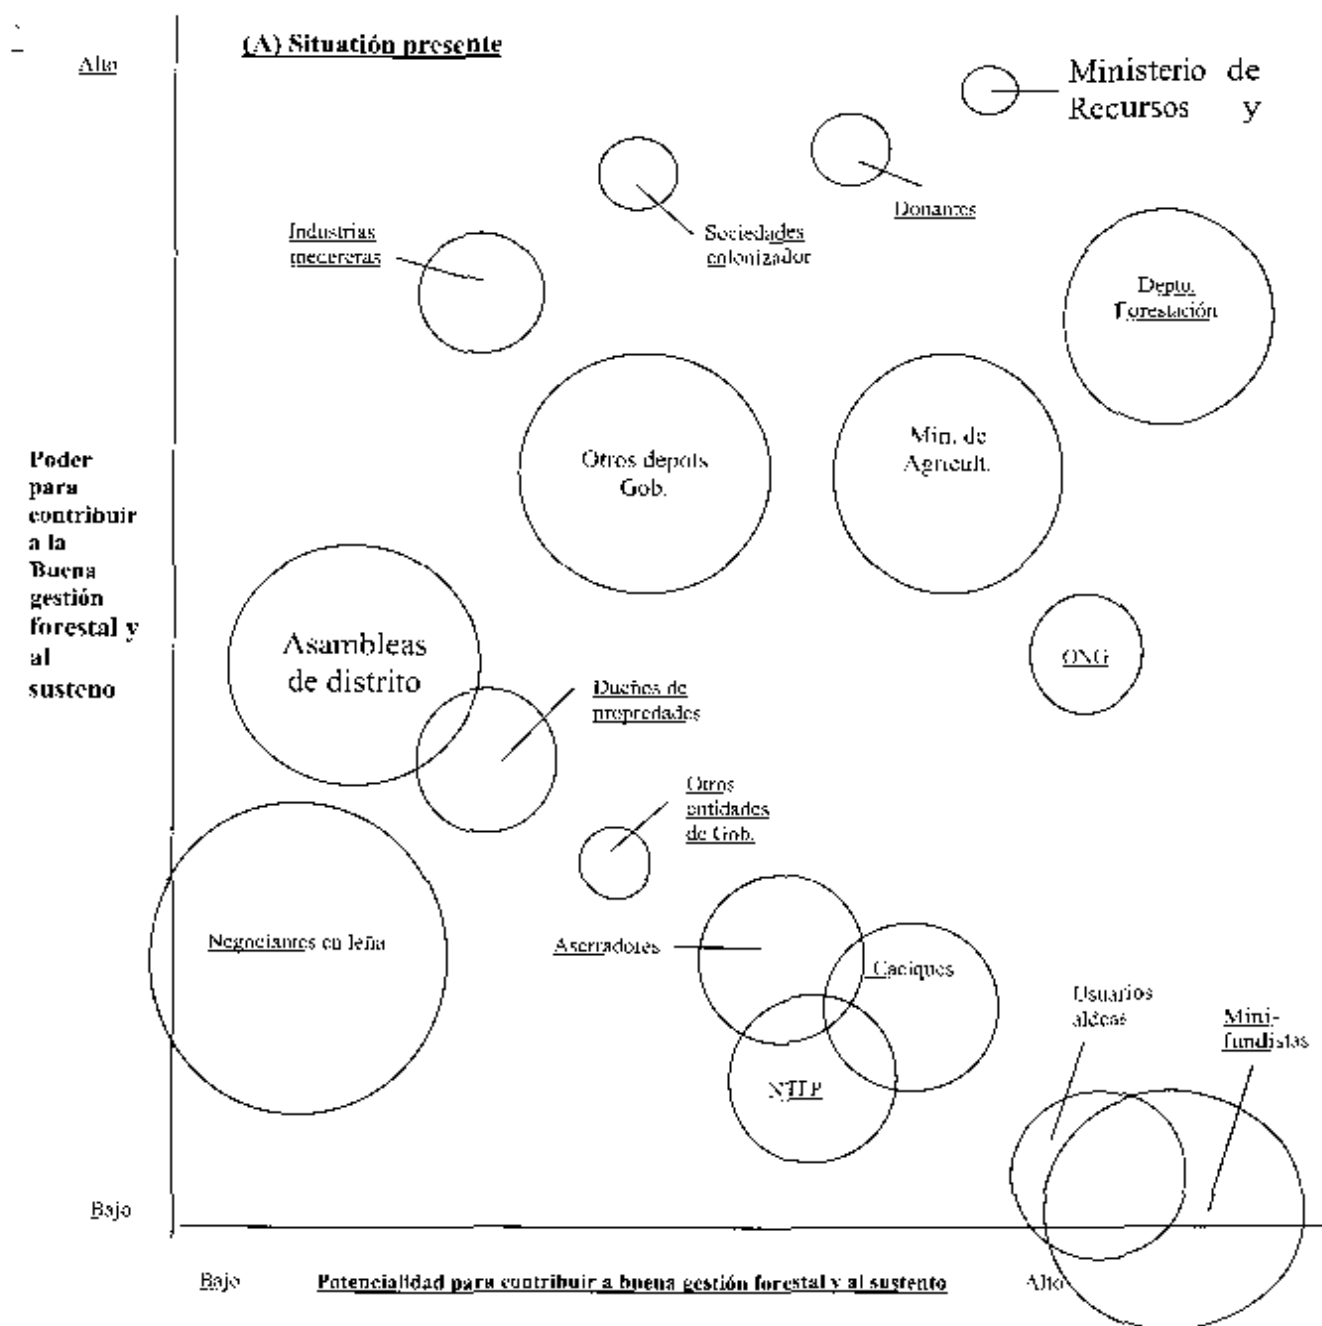 (A) Situatión presente
Alto
Ministerio de
Recursos y
Donantes
Sociedades
colonizador
Industrias
medereras
Depto.
Forestación
Min. de
Agricult.
Otros depots
Gob.
Poder
para
contribuir
a la
Buena
gestión
forestal y
al
susteno
Asambleas
de distrito
ONG
Dueños de
propredades
Otros
entidades
de Gob.
Negociantes en leña
Aserradores
Caciques
Usuarios
aldeas
Mini-
fundistas
NTFP
Bajo
Bajo
Potencialidad para contribuir a buena gestión forestal y al sustento
Alto